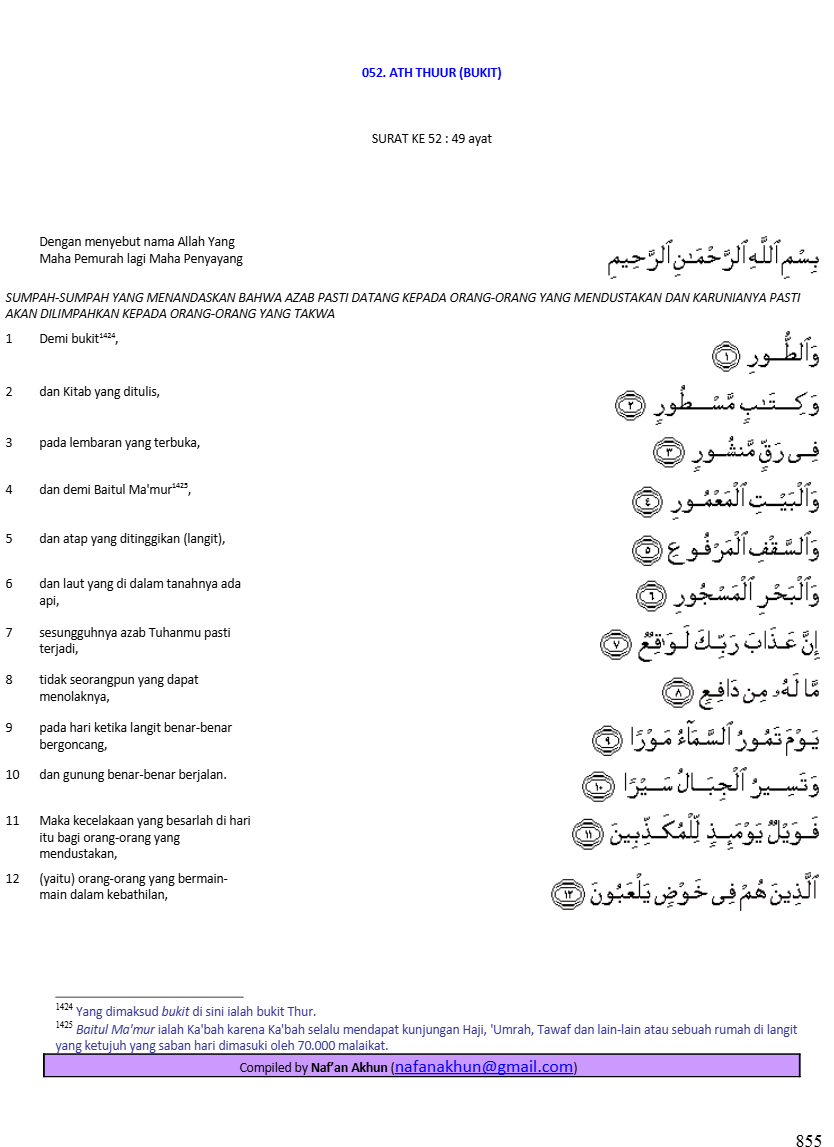 052. ATH THUUR (BUKIT)
SURAT KE 52 : 49 ayat
Dengan menyebut nama Allah Yang
Maha Pemurah lagi Maha Penyayang
بِسْمِ ٱللَّهِ ٱلرَّحْمَـٰنِ ٱلرَّحِيمِ
SUMPAH-SUMPAH YANG MENANDASKAN BAHWA AZAB PASTI DATANG KEPADA ORANG-ORANG YANG MENDUSTAKAN DAN KARUNIANYA PASTI
AKAN DILIMPAHKAN KEPADA ORANG-ORANG YANG TAKWA
1 Demi bukit¹⁴²⁴,
وَٱلطُّورِ ﴿١﴾
2 dan Kitab yang ditulis,
وَكِتَـٰبٍ مَّسْطُورٍ ﴿٢﴾
3 pada lembaran yang terbuka,
فِى رَقٍّ مَّنشُورٍ ﴿٣﴾
4 dan demi Baitul Ma'mur¹⁴²⁵,
وَٱلْبَيْتِ ٱلْمَعْمُورِ ﴿٤﴾
5 dan atap yang ditinggikan (langit),
وَٱلسَّقْفِ ٱلْمَرْفُوعِ ﴿٥﴾
6 dan laut yang di dalam tanahnya ada
api,
وَٱلْبَحْرِ ٱلْمَسْجُورِ ﴿٦﴾
7 sesungguhnya azab Tuhanmu pasti
terjadi,
إِنَّ عَذَابَ رَبِّكَ لَوَٰقِعٌ ﴿٧﴾
8 tidak seorangpun yang dapat
menolaknya,
مَّا لَهُۥ مِن دَافِعٍ ﴿٨﴾
9 pada hari ketika langit benar-benar
bergoncang,
يَوْمَ تَمُورُ ٱلسَّمَآءُ مَوْرًا ﴿٩﴾
10 dan gunung benar-benar berjalan.
وَتَسِيرُ ٱلْجِبَالُ سَيْرًا ﴿١٠﴾
11 Maka kecelakaan yang besarlah di hari
itu bagi orang-orang yang
mendustakan,
فَوَيْلٌ يَوْمَئِذٍ لِّلْمُكَذِّبِينَ ﴿١١﴾
12 (yaitu) orang-orang yang bermain-
main dalam kebathilan,
ٱلَّذِينَ هُمْ فِى خَوْضٍ يَلْعَبُونَ ﴿١٢﴾
¹⁴²⁴ Yang dimaksud bukit di sini ialah bukit Thur.
¹⁴²⁵ Baitul Ma'mur ialah Ka'bah karena Ka'bah selalu mendapat kunjungan Haji, 'Umrah, Tawaf dan lain-lain atau sebuah rumah di langit
yang ketujuh yang saban hari dimasuki oleh 70.000 malaikat.
Compiled by Naf’an Akhun (nafanakhun@gmail.com)
855